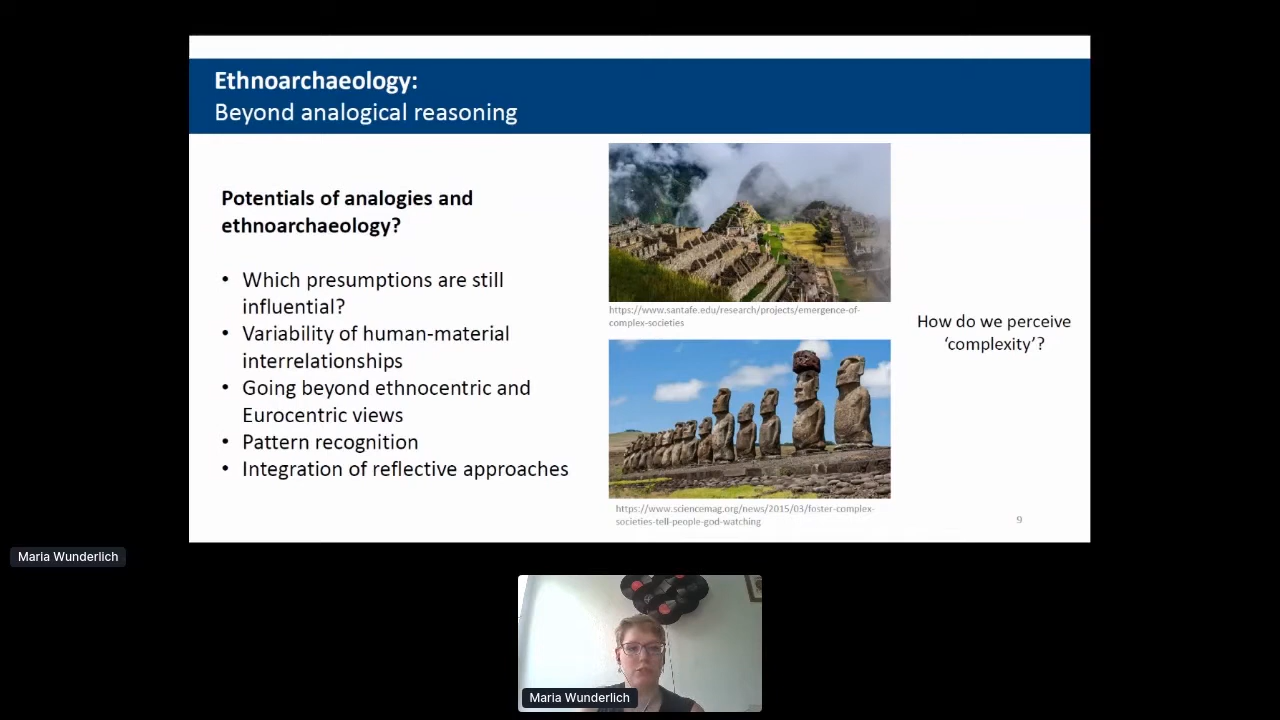 Ethnoarchaeology:
Beyond analogical reasoning
Potentials of analogies and
ethnoarchaeology?
• Which presumptions are still
influential?
• Variability of human-material
interrelationships
• Going beyond ethnocentric and
Eurocentric views
• Pattern recognition
• Integration of reflective approaches
https://www.santafe.edu/research/projects/emergence-of-
complex-societies
How do we perceive
‘complexity’?
https://www.sciencemag.org/news/2015/03/foster-complex-
societies-tell-people-god-watching
9
Maria Wunderlich
Maria Wunderlich